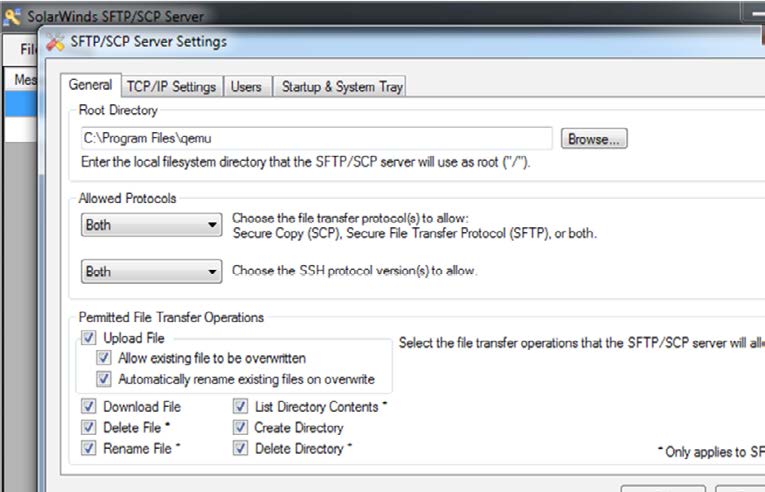 SolarWinds SFTP/SCP Server
SFTP/SCP Server Settings
General TCP/IP Settings Users Startup & System Tray
Root Directory
C:\Program Files\qemu Browse...
Enter the local filesystem directory that the SFTP/SCP server will use as root ("/").
Allowed Protocols
Both Choose the file transfer protocol(s) to allow:
Secure Copy (SCP), Secure File Transfer Protocol (SFTP), or both.
Both Choose the SSH protocol version(s) to allow.
Permitted File Transfer Operations
Upload File
Select the file transfer operations that the SFTP/SCP server will
Allow existing file to be overwritten
Automatically rename existing files on overwrite
Download File List Directory Contents *
Delete File * Create Directory
Rename File * Delete Directory *
* Only applies to